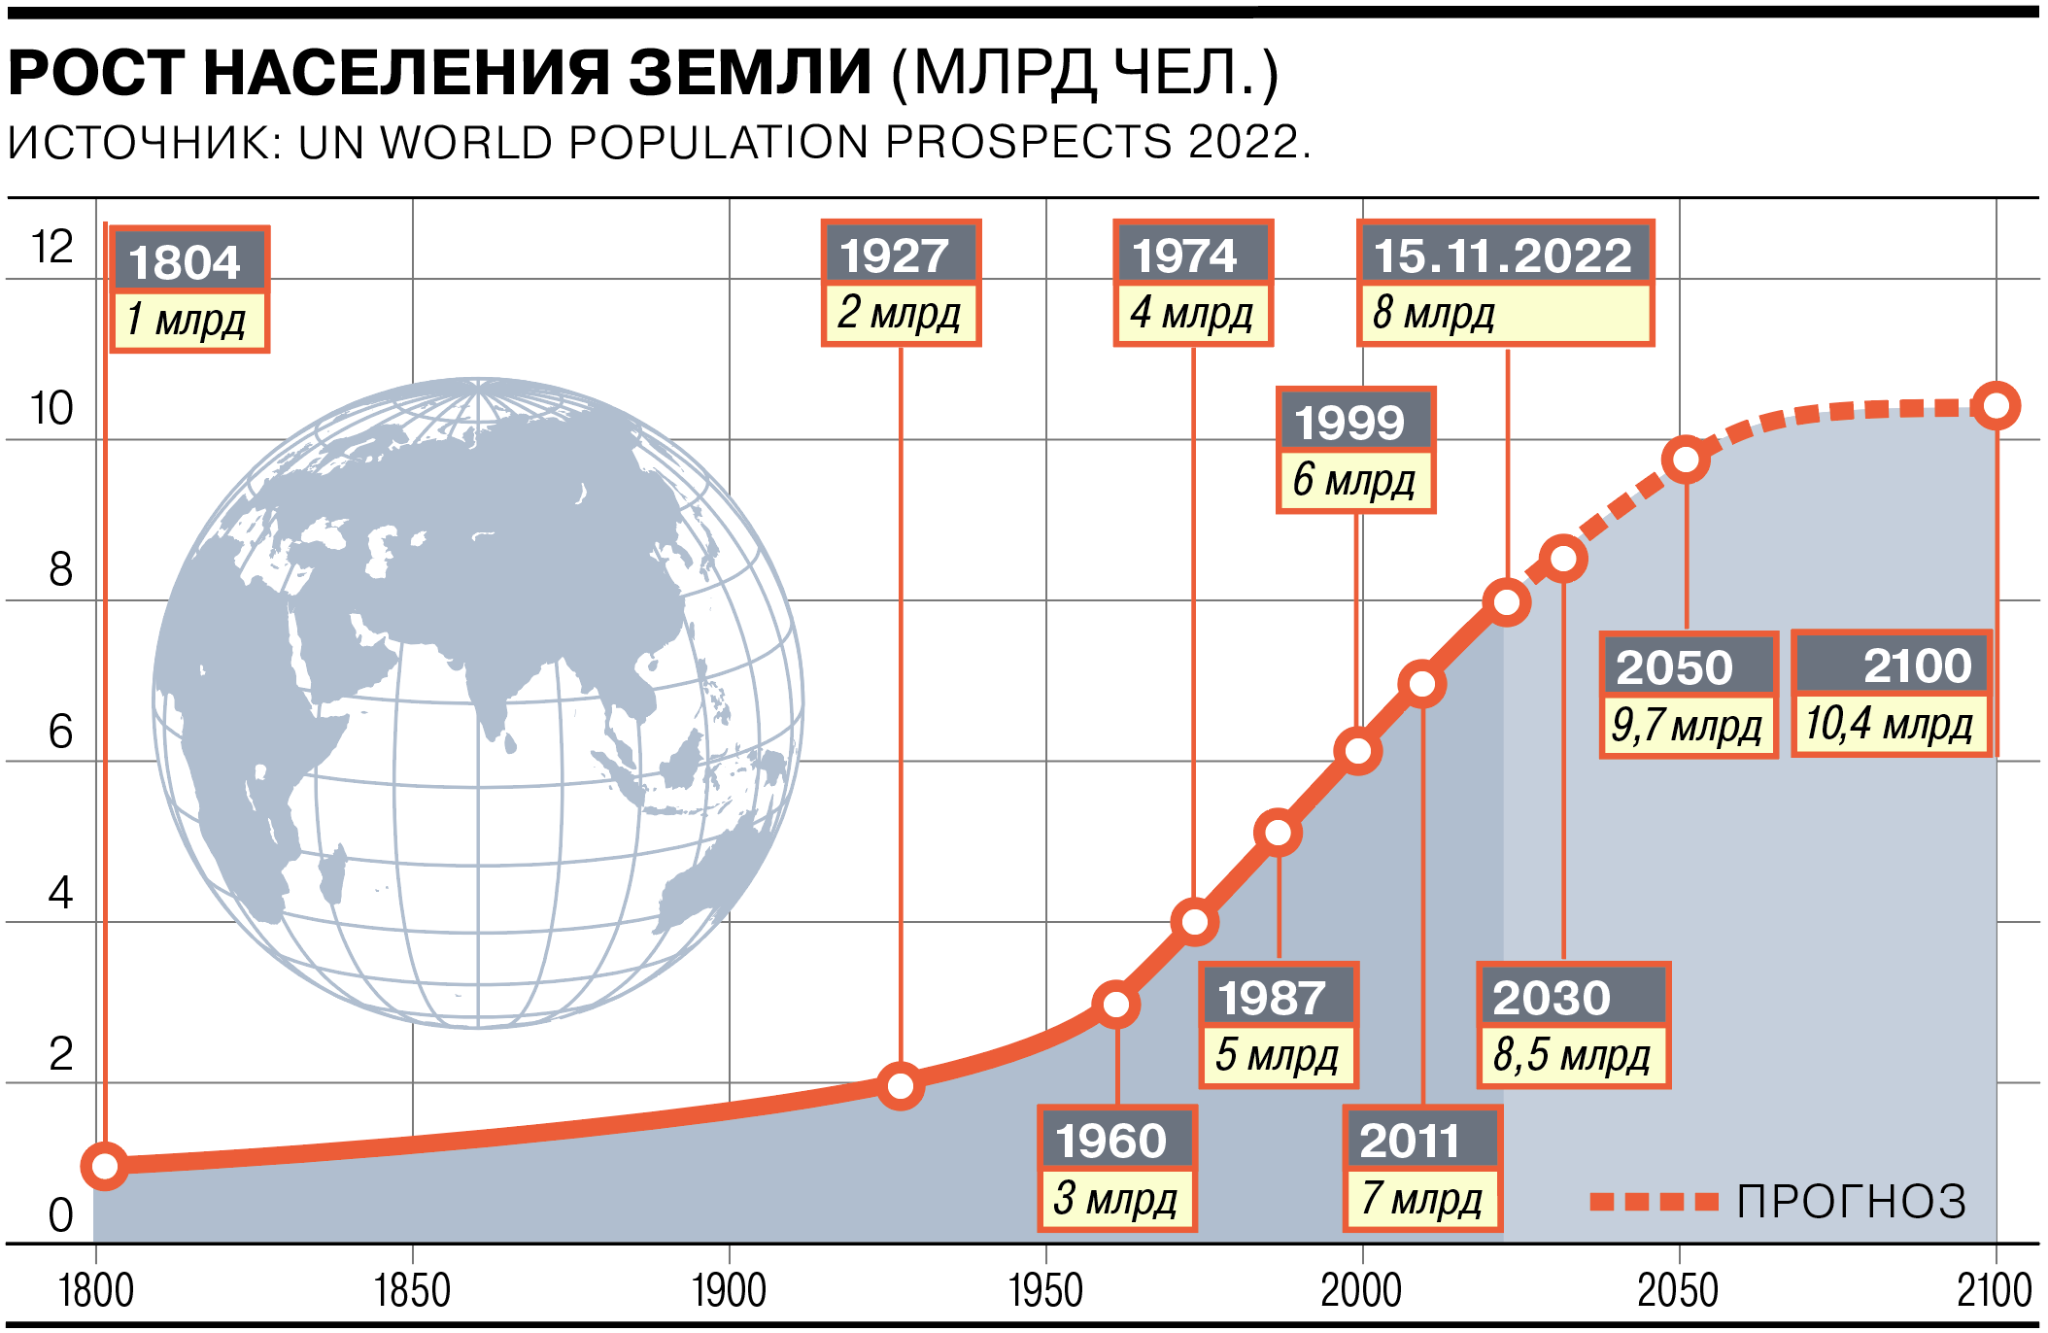 РОСТ НАСЕЛЕНИЯ ЗЕМЛИ (МЛРД ЧЕЛ.)
ИСТОЧНИК: UN WORLD POPULATION PROSPECTS 2022.
12
10
8
6
4
2
0
1804
1 млрд
1927
2 млрд
1974
4 млрд
15.11.2022
8 млрд
1999
6 млрд
2050
9,7 млрд
2100
10,4 млрд
1987
5 млрд
2030
8,5 млрд
1960
3 млрд
2011
7 млрд
ПРОГНОЗ
1800
1850
1900
1950
2000
2050
2100